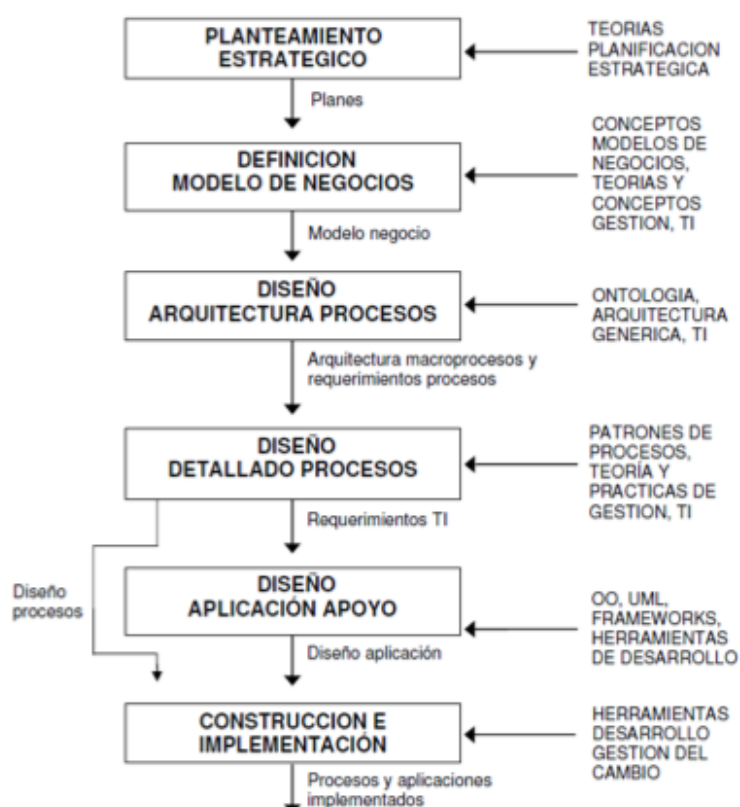 PLANTEAMIENTO
ESTRATEGICO
TEORIAS
PLANIFICACION
ESTRATEGICA
Planes
DEFINICION
MODELO DE NEGOCIOS
CONCEPTOS
MODELOS DE
NEGOCIOS,
TEORIAS Y
CONCEPTOS
GESTION, TI
Modelo negocio
DISEÑO
ARQUITECTURA PROCESOS
ONTOLOGIA,
ARQUITECTURA
GENERICA, TI
Arquitectura macroprocesos y
requerimientos procesos
DISEÑO
DETALLADO PROCESOS
PATRONES DE
PROCESOS,
TEORÍA Y
PRACTICAS DE
GESTION, TI
Requerimientos TI
Diseño
procesos
DISEÑO
APLICACIÓN APOYO
OO, UML,
FRAMEWORKS,
HERRAMIENTAS
DE DESARROLLO
Diseño aplicación
CONSTRUCCION E
IMPLEMENTACIÓN
HERRAMIENTAS
DESARROLLO
GESTION DEL
CAMBIO
Procesos y aplicaciones
implementados